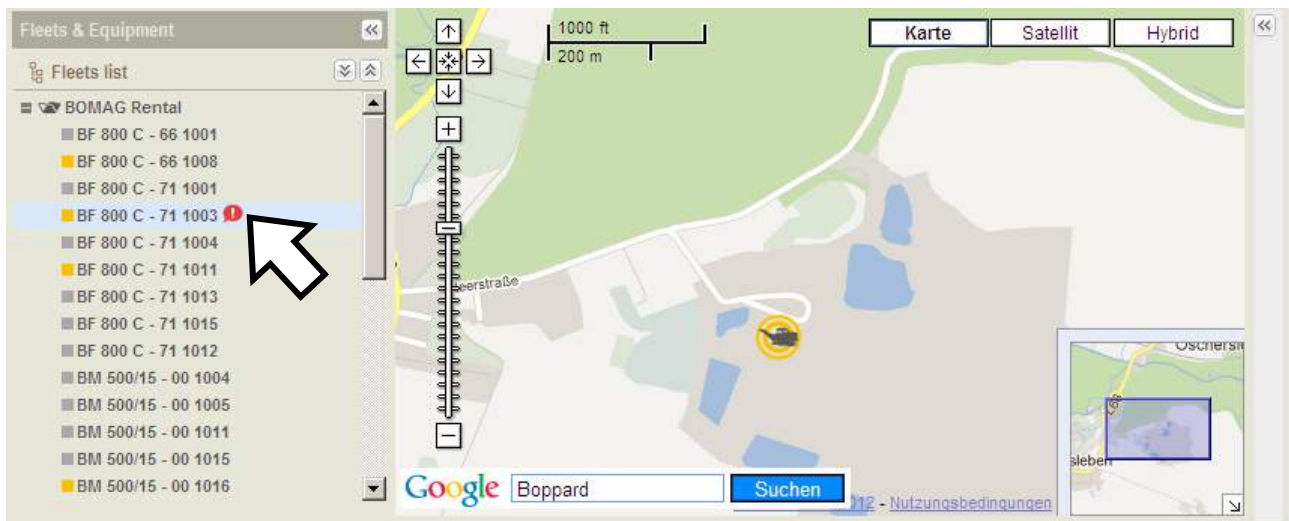 Fleets & Equipment
Fleets list
BOMAG Rental
BF 800 C - 66 1001
BF 800 C - 66 1008
BF 800 C - 71 1001
BF 800 C - 71 1003
BF 800 C - 71 1004
BF 800 C - 71 1011
BF 800 C - 71 1013
BF 800 C - 71 1015
BF 800 C - 71 1012
BM 500/15 - 00 1004
BM 500/15 - 00 1005
BM 500/15 - 00 1011
BM 500/15 - 00 1015
BM 500/15 - 00 1016
1000 ft
200 m
Karte Satellit Hybrid
eerstraße
Oschersl
L66
sleben
Google Boppard Suchen
012 - Nutzungsbedingungen